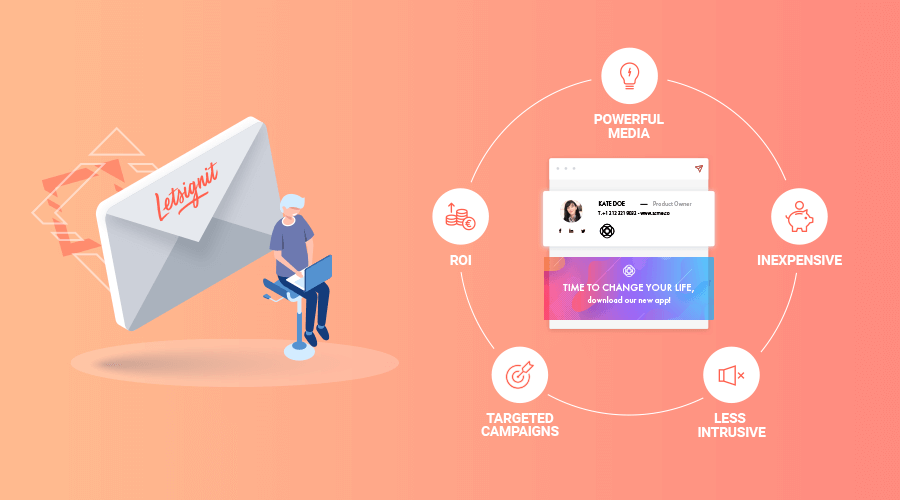 Letsignit
POWERFUL
MEDIA
ROI
INEXPENSIVE
KATE DOE — Product Owner
T. + 1 212 221 9893 - www.acme.co
TIME TO CHANGE YOUR LIFE,
download our new app!
TARGETED
CAMPAIGNS
LESS
INTRUSIVE